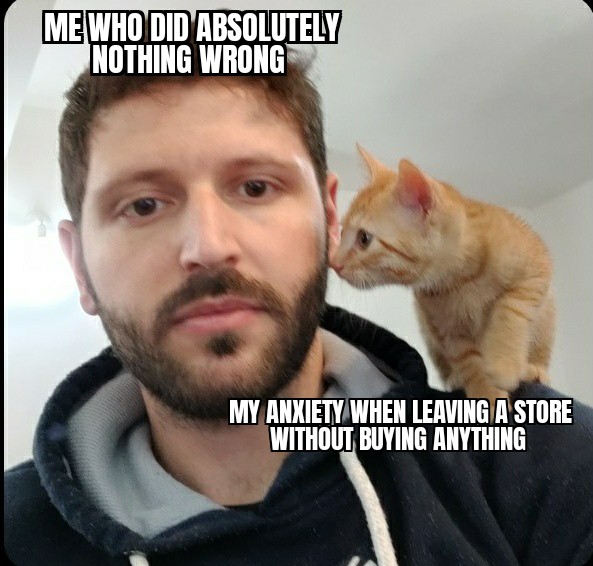 ME WHO DID ABSOLUTELY
NOTHING WRONG
MY ANXIETY WHEN LEAVING A STORE
WITHOUT BUYING ANYTHING